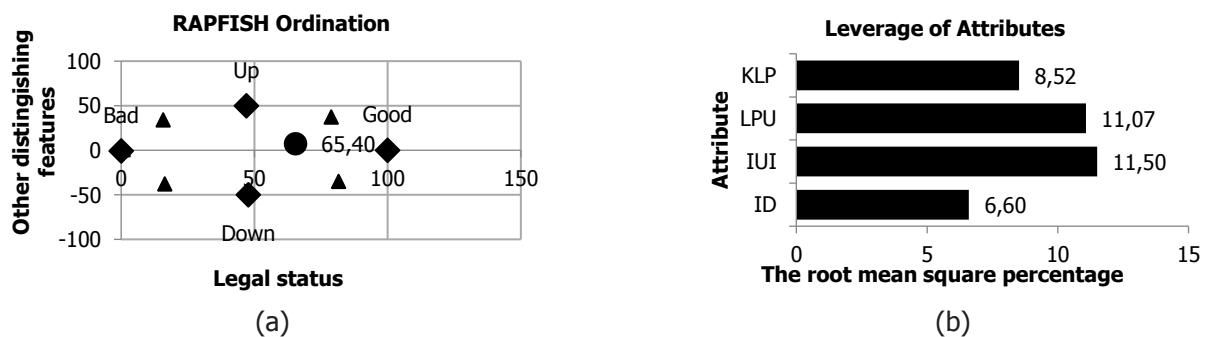 RAPFISH Ordination
Other distingishing
features
100
50
0
-50
-100
Up
Bad
Good
65,40
0
50
100
150
Down
Legal status
(a)
Leverage of Attributes
Attribute
KLP
8,52
LPU
11,07
IUI
11,50
ID
6,60
0
5
10
15
The root mean square percentage
(b)